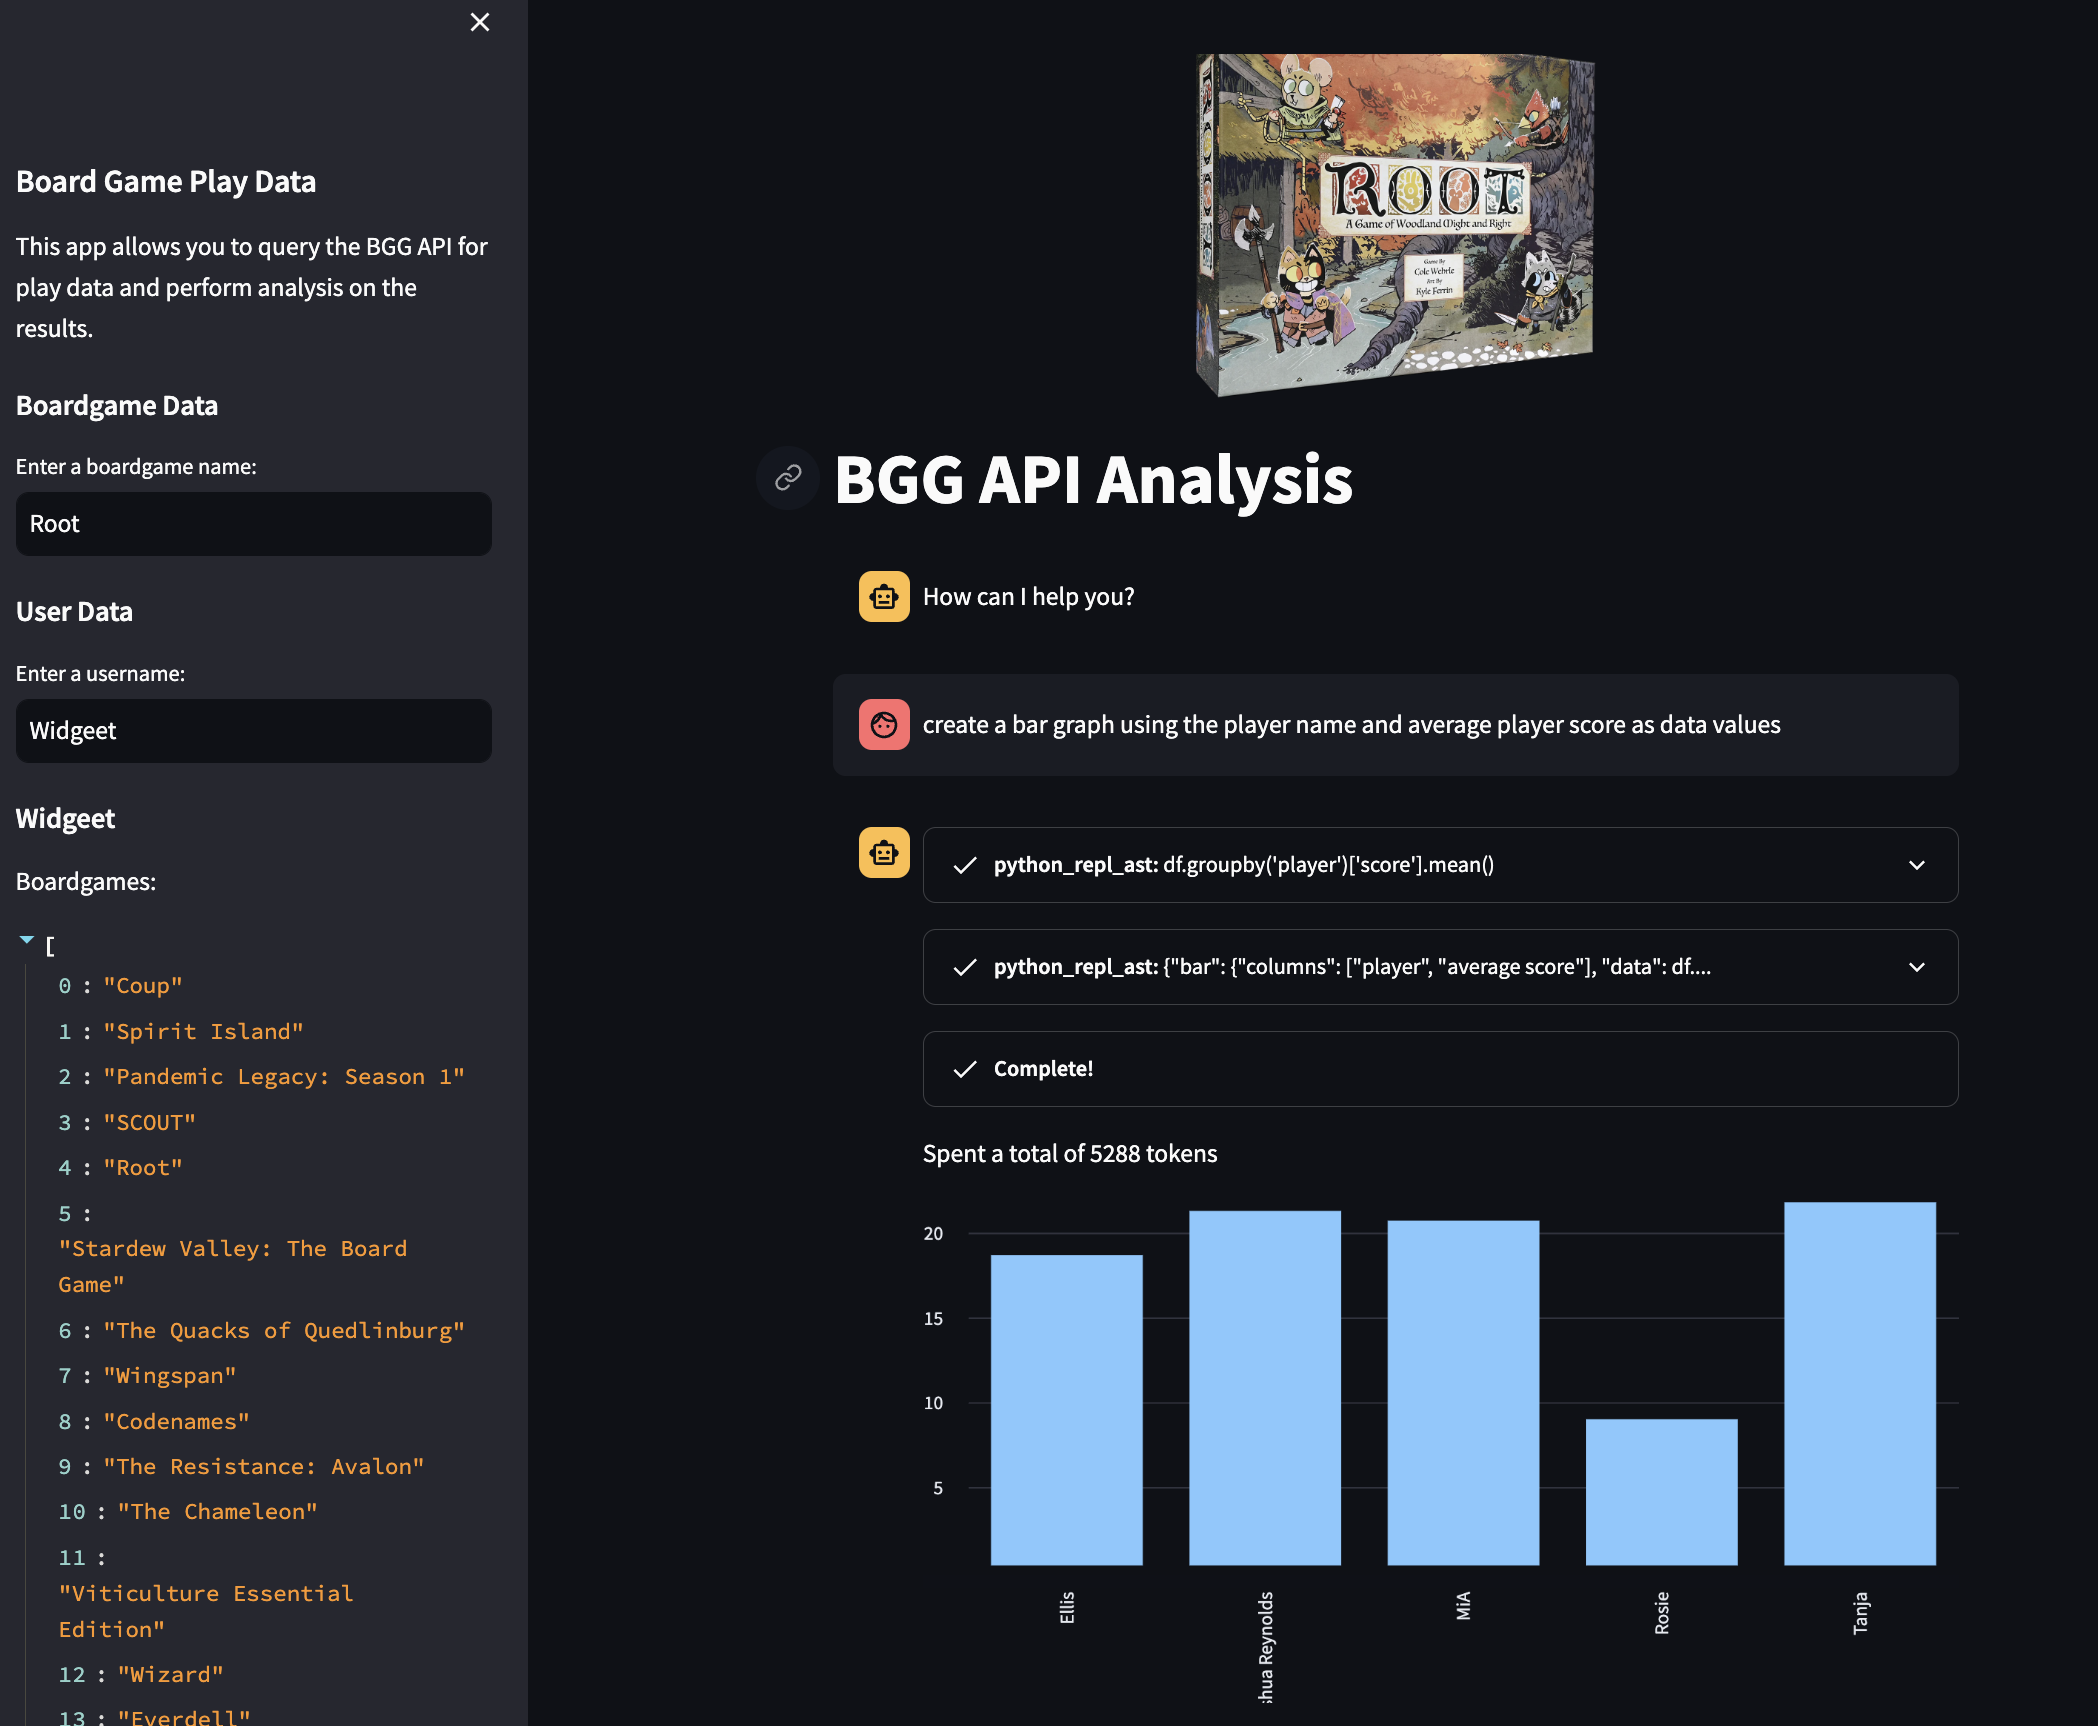 Board Game Play Data
This app allows you to query the BGG API for
play data and perform analysis on the
results.
Boardgame Data
Enter a boardgame name:
Root
User Data
Enter a username:
Widgeet
Widgeet
Boardgames:
[
0 : "Coup"
1 : "Spirit Island"
2 : "Pandemic Legacy: Season 1"
3 : "SCOUT"
4 : "Root"
5 :
"Stardew Valley: The Board
Game"
6 : "The Quacks of Quedlinburg"
7 : "Wingspan"
8 : "Codenames"
9 : "The Resistance: Avalon"
10 : "The Chameleon"
11 :
"Viticulture Essential
Edition"
12 : "Wizard"
13 : "Everdell"
ROOT
A Game of Woodland Might and Right
Game By
Cole Wehrle
Art By
Kyle Ferrin
BGG API Analysis
How can I help you?
create a bar graph using the player name and average player score as data values
python_repl_ast: df.groupby('player')['score'].mean()
python_repl_ast: {"bar": {"columns": ["player", "average score"], "data": df....
Complete!
Spent a total of 5288 tokens
20
15
10
5
Ellis
shua Reynolds
MiA
Rosie
Tanja